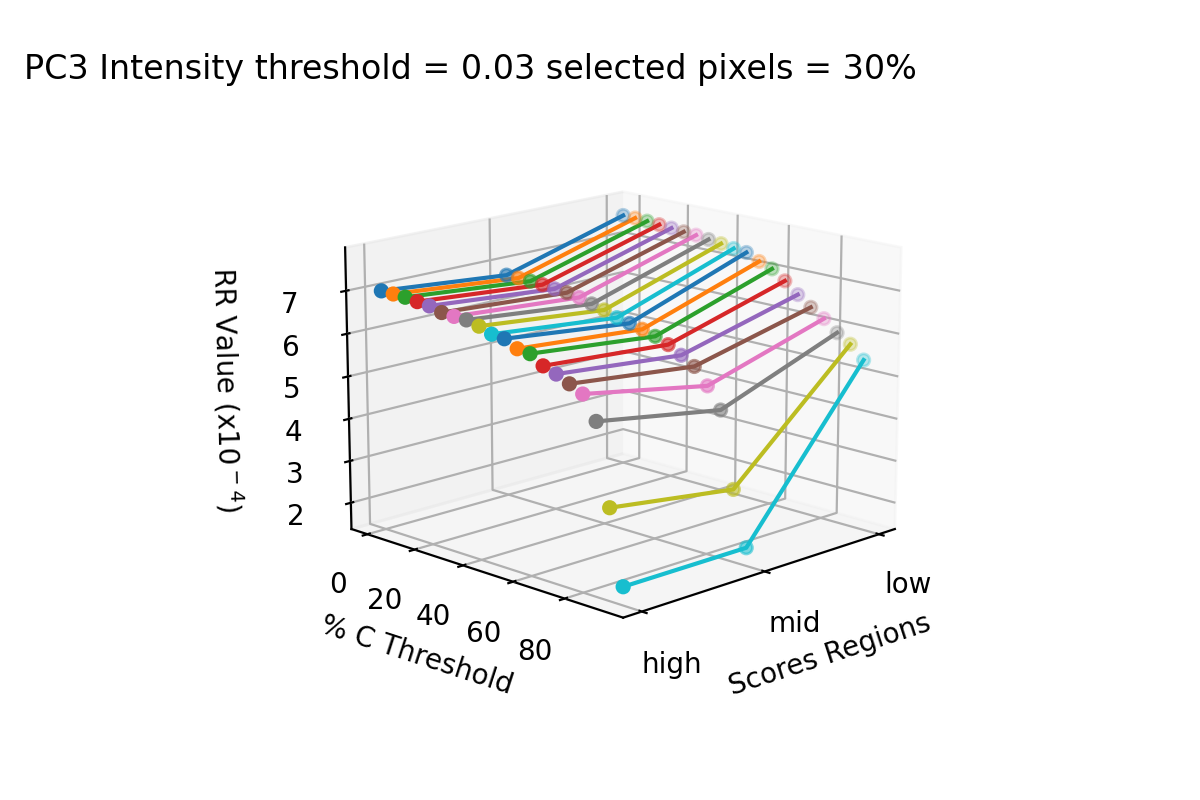 PC3 Intensity threshold = 0.03 selected pixels = 30%
RR Value (x10⁻⁴)
7
6
5
4
3
2
0
20
40
60
80
% C Threshold
low
mid
high
Scores Regions